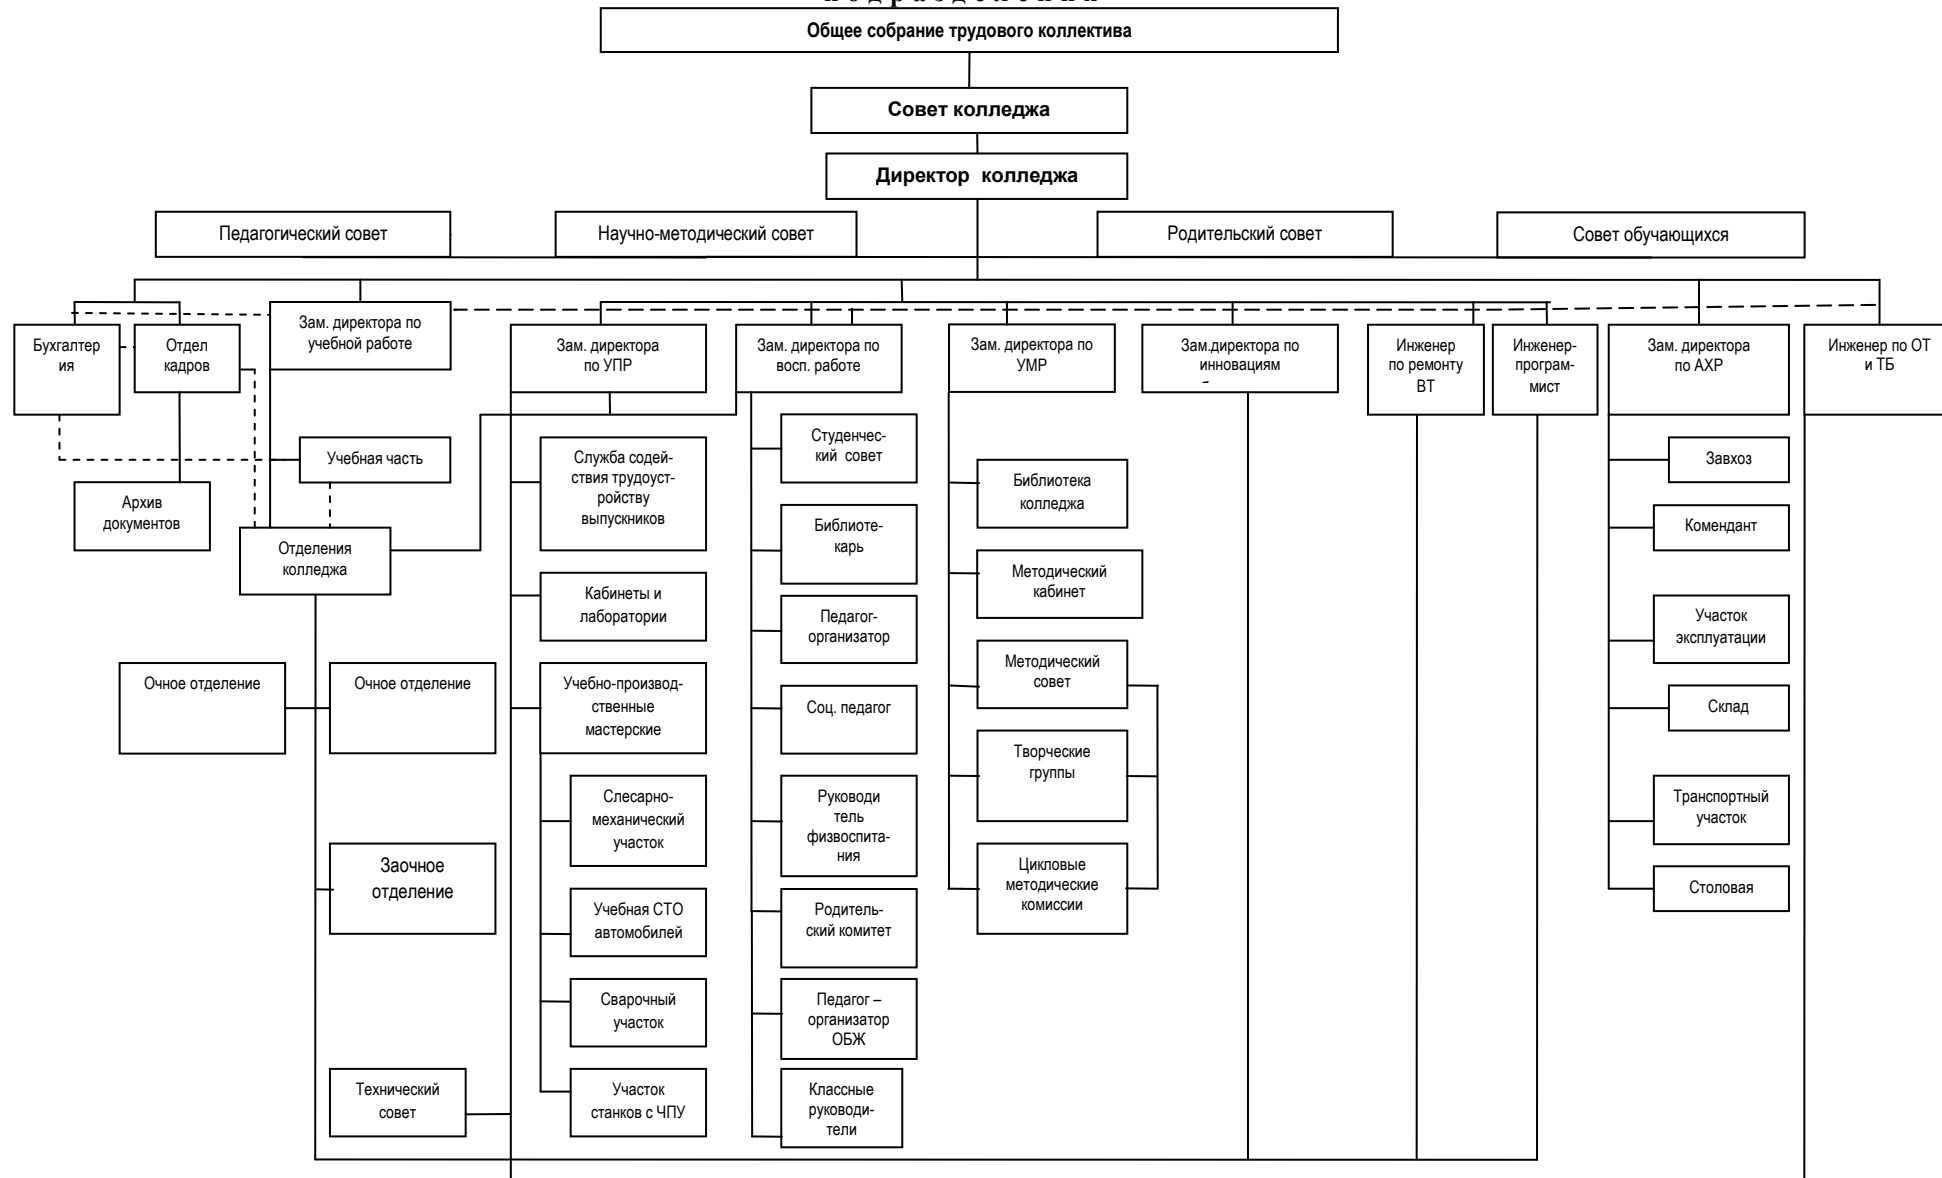 подразделений
Общее собрание трудового коллектива
Совет колледжа
Директор колледжа
Педагогический совет
Научно-методический совет
Родительский совет
Совет обучающихся
Бухгалтер
ия
Отдел
кадров
Зам. директора по
учебной работе
Зам. директора
по УПР
Зам. директора по
восп. работе
Зам. директора по
УМР
Зам.директора по
инновациям
Инженер
по ремонту
ВТ
Инженер-
програм-
мист
Зам. директора
по АХР
Инженер по ОТ
и ТБ
Учебная часть
Архив
документов
Отделения
колледжа
Очное отделение
Очное отделение
Заочное
отделение
Технический
совет
Служба содей-
ствия трудоуст-
ройству
выпускников
Кабинеты и
лаборатории
Учебно-производ-
ственные
мастерские
Слесарно-
механический
участок
Учебная СТО
автомобилей
Сварочный
участок
Участок
станков с ЧПУ
Студенчес-
кий совет
Библиоте-
карь
Педагог-
организатор
Соц. педагог
Руководи
тель
физвоспита-
ния
Родитель-
ский комитет
Педагог –
организатор
ОБЖ
Классные
руководи-
тели
Библиотека
колледжа
Методический
кабинет
Методический
совет
Творческие
группы
Цикловые
методические
комиссии
Завхоз
Комендант
Участок
эксплуатации
Склад
Транспортный
участок
Столовая